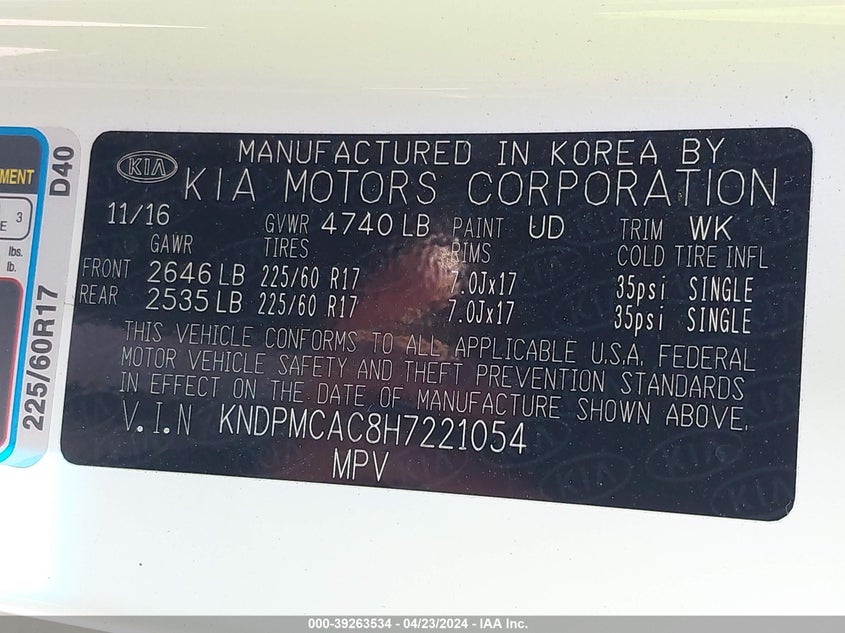 MENT
3
E
lbs.
lb.
D40
225/60R17
KIA
MANUFACTURED IN KOREA BY
KIA MOTORS CORPORATION
11/16 GVWR 4740 LB PAINT UD TRIM WK
GAWR TIRES RIMS COLD TIRE INFL
FRONT 2646 LB 225/60 R17 7.0Jx17 35psi SINGLE
REAR 2535 LB 225/60 R17 7.0Jx17 35psi SINGLE
THIS VEHICLE CONFORMS TO ALL APPLICABLE U.S.A. FEDERAL
MOTOR VEHICLE SAFETY AND THEFT PREVENTION STANDARDS
IN EFFECT ON THE DATE OF MANUFACTURE SHOWN ABOVE.
V.I.N KNDPMCAC8H7221054
MPV
000-39263534 - 04/23/2024 - IAA Inc.